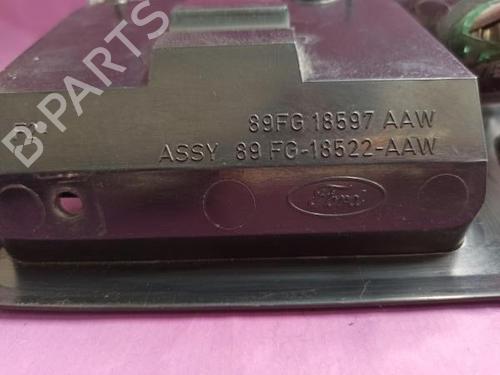 89FG 18597 AAW
ASSY 89 FG-18522-AAW
Ford
B PARTS